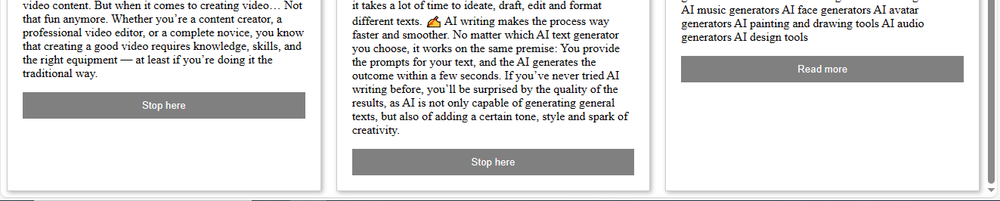 video content. But when it comes to creating video… Not
that fun anymore. Whether you’re a content creator, a
professional video editor, or a complete novice, you know
that creating a good video requires knowledge, skills, and
the right equipment — at least if you’re doing it the
traditional way.
Stop here
it takes a lot of time to ideate, draft, edit and format
different texts. ✍️ AI writing makes the process way
faster and smoother. No matter which AI text generator
you choose, it works on the same premise: You provide
the prompts for your text, and the AI generates the
outcome within a few seconds. If you’ve never tried AI
writing before, you’ll be surprised by the quality of the
results, as AI is not only capable of generating general
texts, but also of adding a certain tone, style and spark of
creativity.
Stop here
AI music generators AI face generators AI avatar
generators AI painting and drawing tools AI audio
generators AI design tools
Read more